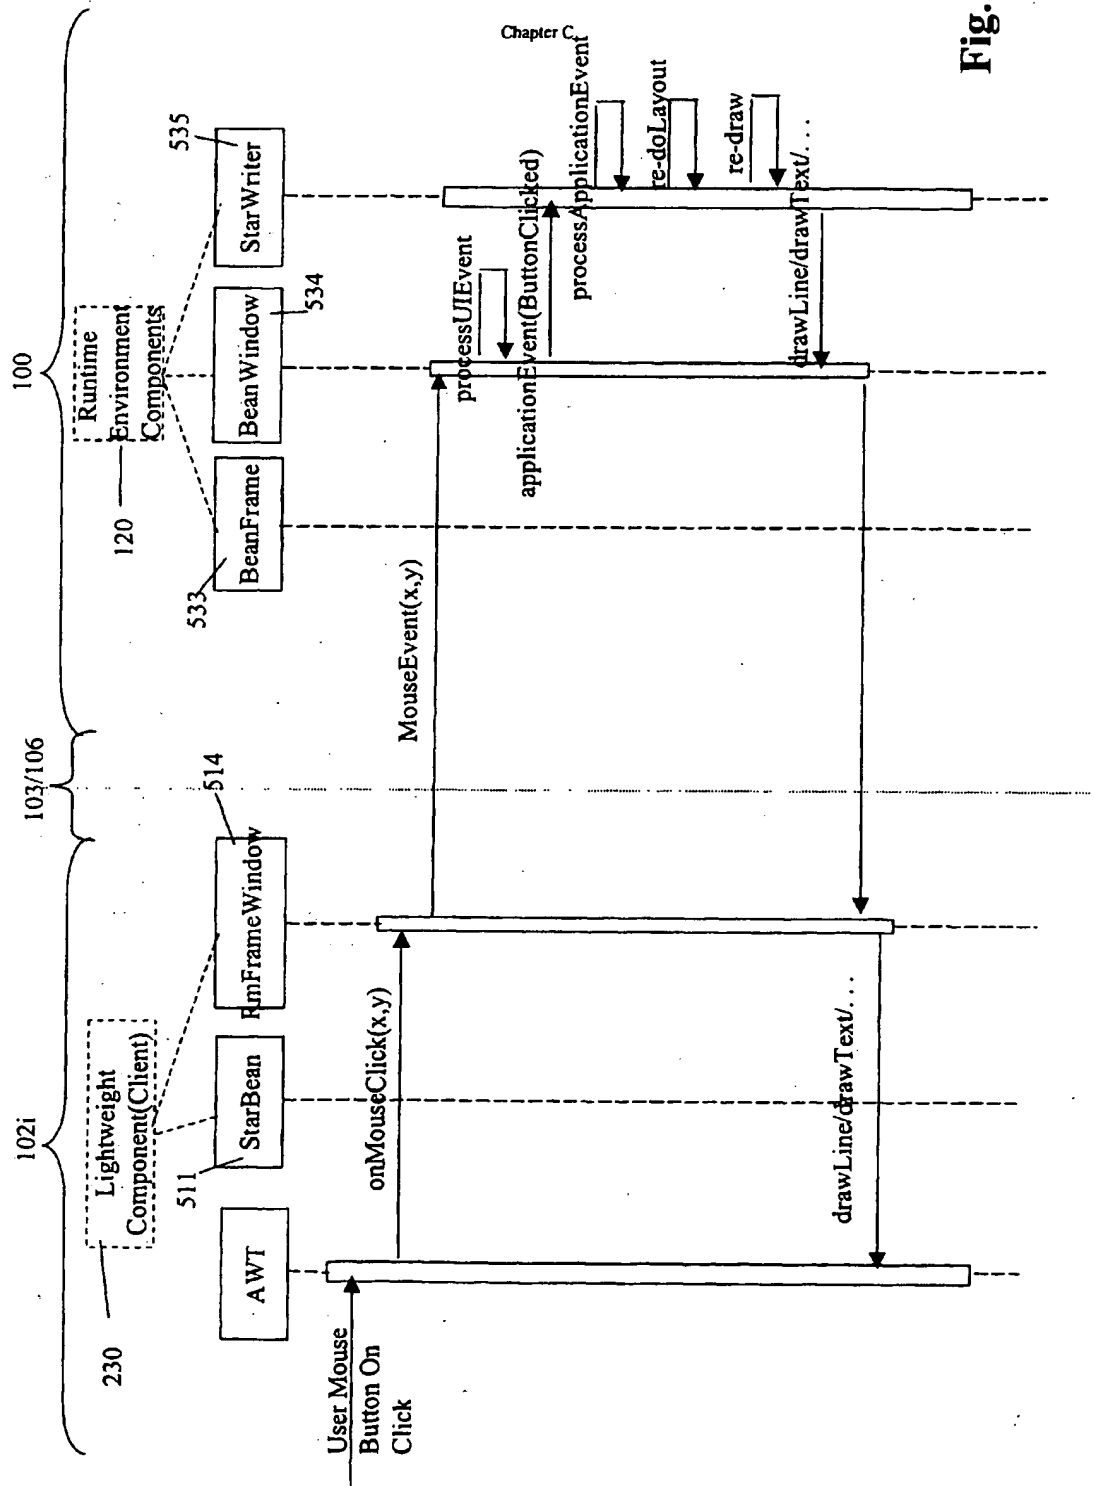 102i
103/106
100
230
Lightweight
Component(Client)
Runtime
Environment
Components
120
511
514
533
534
535
AWT
StarBean
RmFrameWindow
BeanFrame
BeanWindow
StarWriter
User Mouse
Button On
Click
onMouseClick(x,y)
MouseEvent(x,y)
processUIEvent
applicationEvent(ButtonClicked)
processApplicationEvent
re-doLayout
re-draw
drawLine/drawText/...
drawLine/drawText/...
Chapter C
Fig.